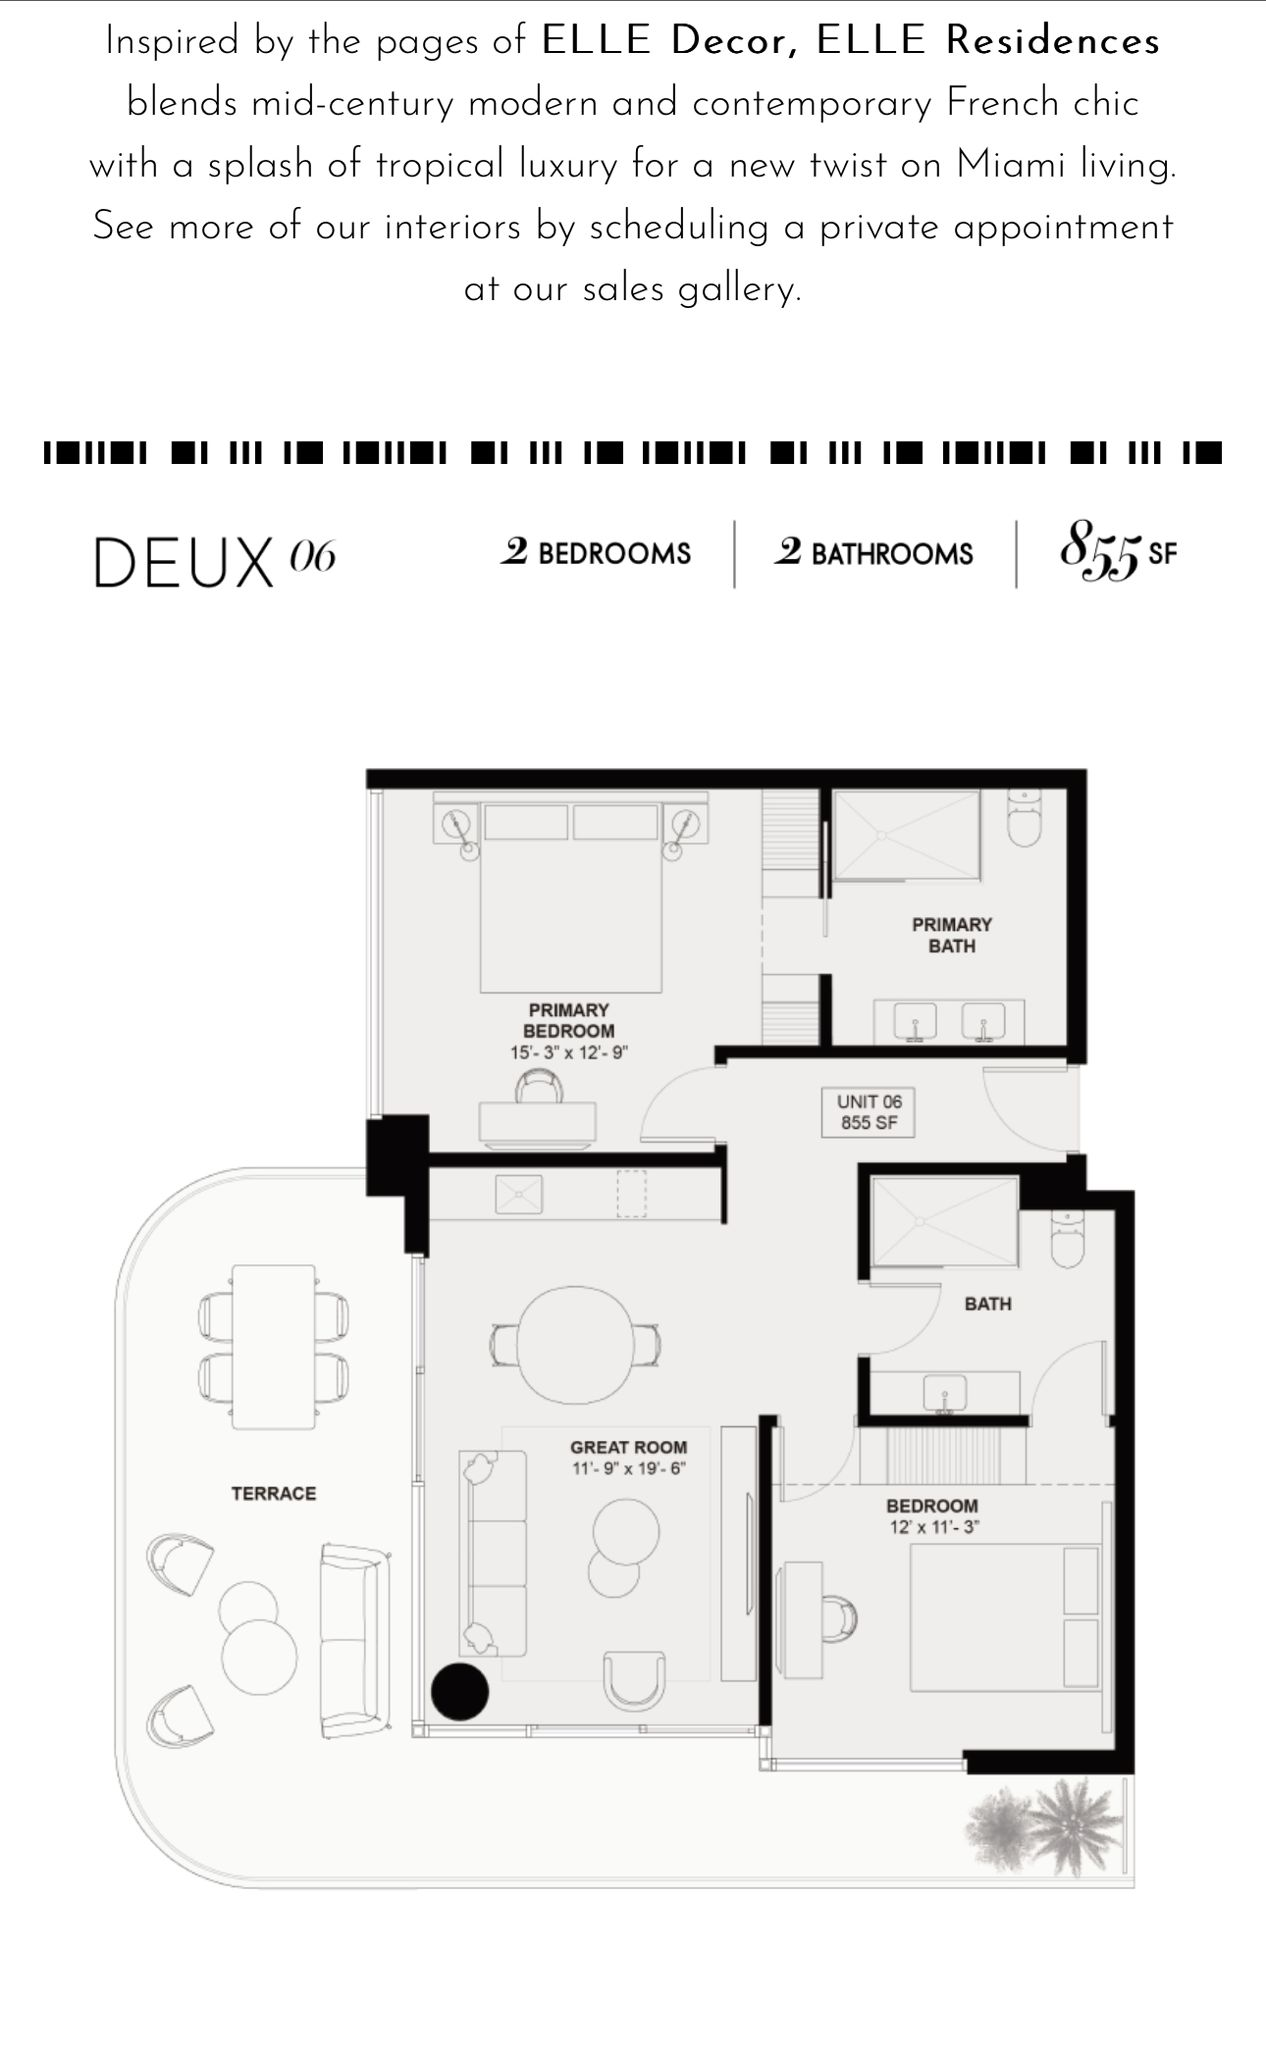 Inspired by the pages of ELLE Decor, ELLE Residences
blends mid-century modern and contemporary French chic
with a splash of tropical luxury for a new twist on Miami living.
See more of our interiors by scheduling a private appointment
at our sales gallery.
DEUX 06
2 BEDROOMS
2 BATHROOMS
855 SF
PRIMARY
BATH
PRIMARY
BEDROOM
15'- 3" x 12'- 9"
UNIT 06
855 SF
BATH
GREAT ROOM
11'- 9" x 19'- 6"
TERRACE
BEDROOM
12' x 11'- 3"